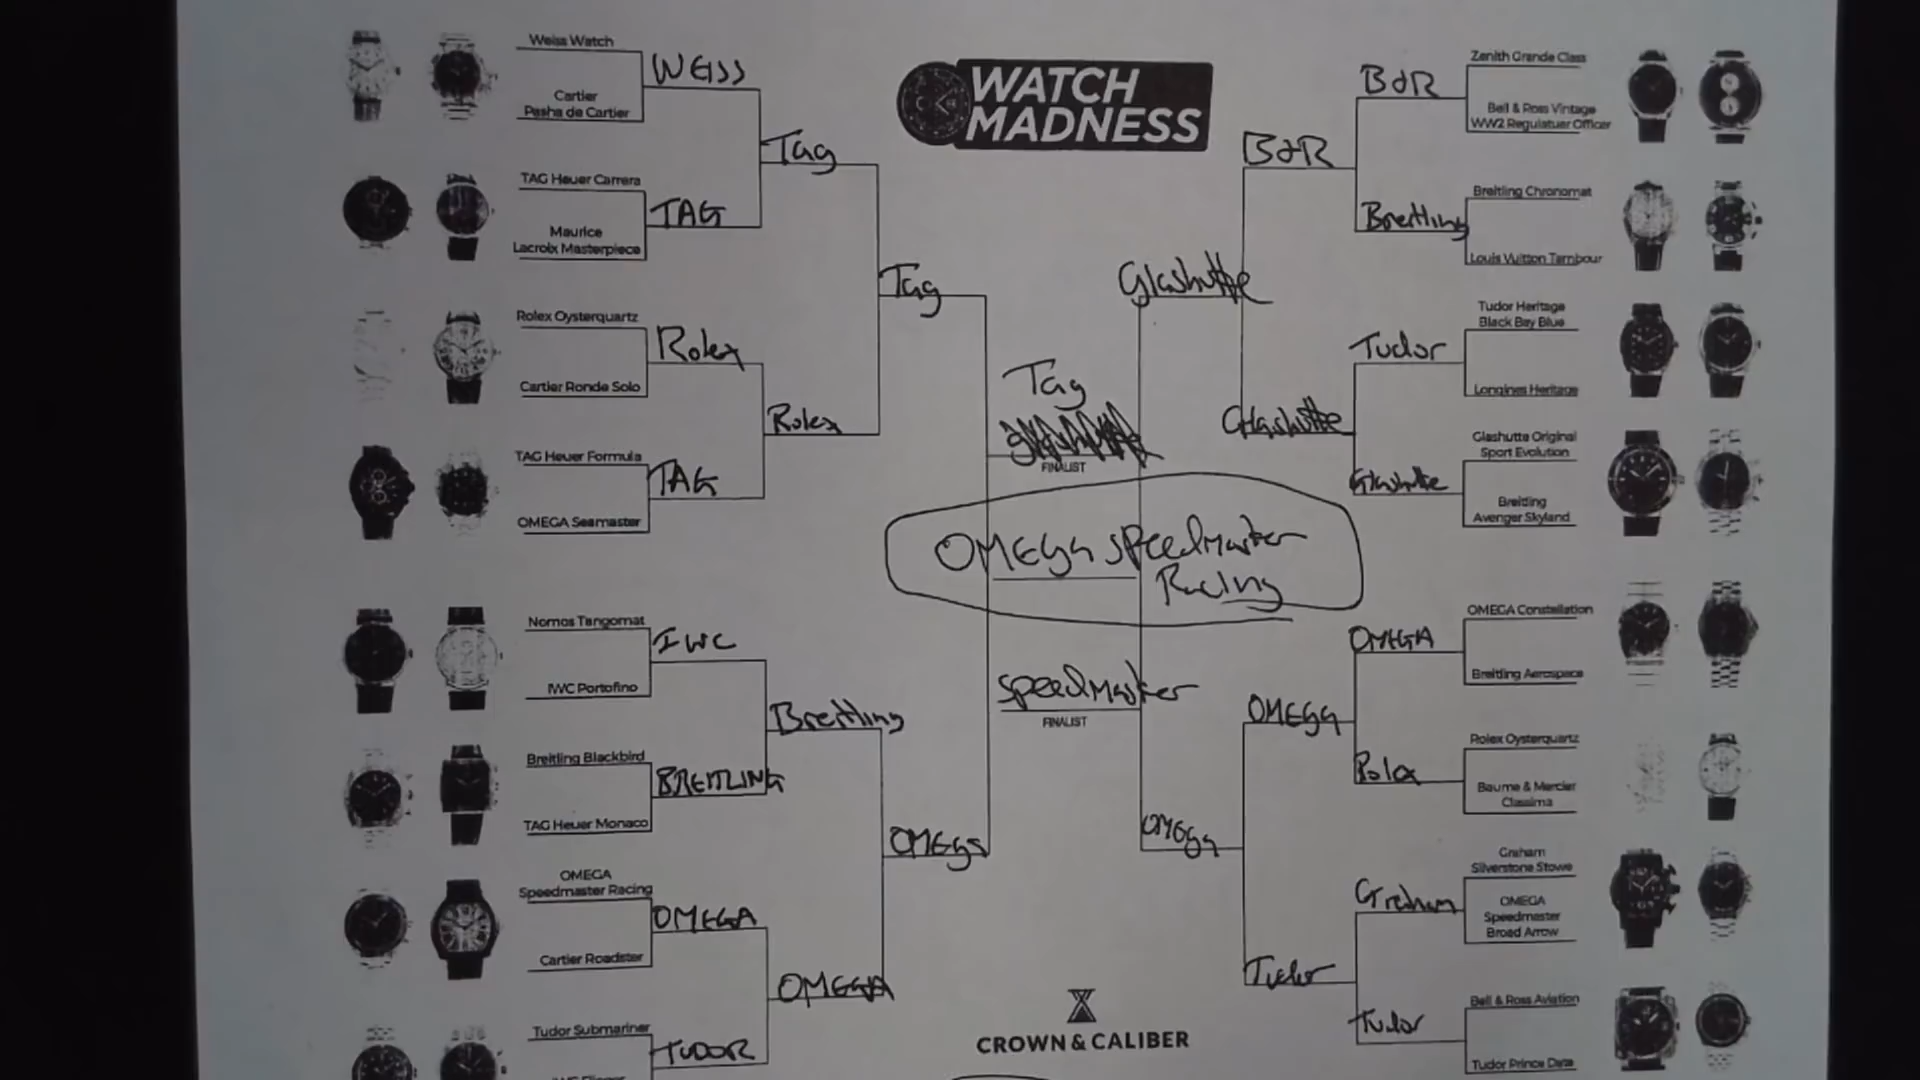 WATCH
MADNESS
Weiss Watch
WEISS
Cartier
Pasha de Cartier
Tag
TAG Heuer Carrera
TAG
Maurice
Lacroix Masterpiece
Tag
Rolex Oysterquartz
Rolex
Cartier Ronde Solo
Rolex
TAG Heuer Formula
TAG
OMEGA Seamaster
Nomos Tangomat
IWC
IWC Portofino
Breitling
Breitling Blackbird
BREITLING
TAG Heuer Monaco
OMEGS
OMEGA
Speedmaster Racing
OMEGA
Cartier Roadster
OMEGA
Tudor Submariner
TUDOR
Tag
FINALIST
OMEGA Speedmaster
Racing
Speedmaster
FINALIST
Zenith Grande Class
B&R
Bell & Ross Vintage
WW2 Regulatuer Officer
B&R
Breitling Chronomat
Breitling
Louis Vuitton Tambour
Glashutte
Tudor Heritage
Black Bay Blue
Tudor
Longines Heritage
Glashutte
Glashutte Original
Sport Evolution
Glashutte
Breitling
Avenger Skyland
OMEGA Constellation
OMEGA
Breitling Aerospace
OMEGA
Rolex Oysterquartz
Rolex
Baume & Mercier
Classima
OMEGA
Graham
Silverstone Stowe
Graham
OMEGA
Speedmaster
Broad Arrow
Tudor
Bell & Ross Aviation
Tudor
Tudor Prince Date
CROWN & CALIBER